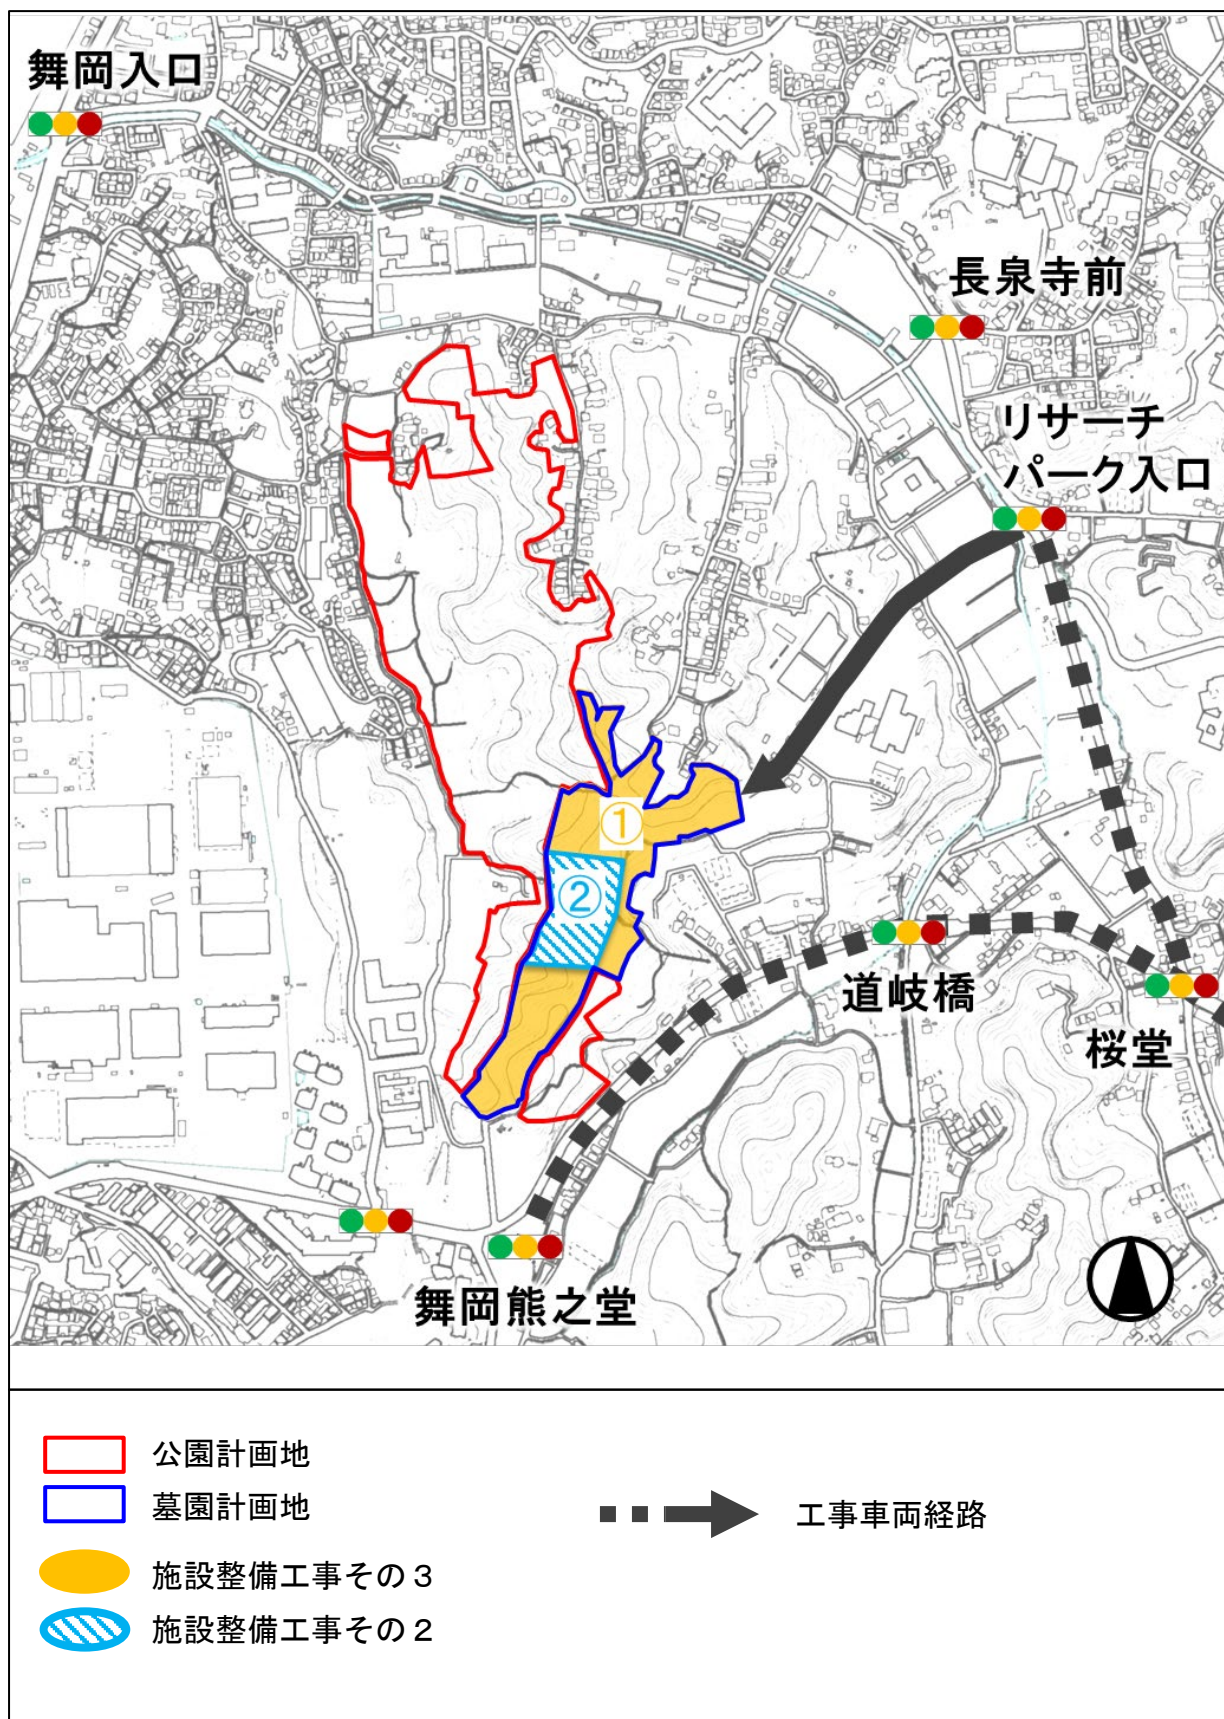 舞岡入口
長泉寺前
リサーチ
パーク入口
①
②
道岐橋
桜堂
舞岡熊之堂
公園計画地
墓園計画地
工事車両経路
施設整備工事その３
施設整備工事その２